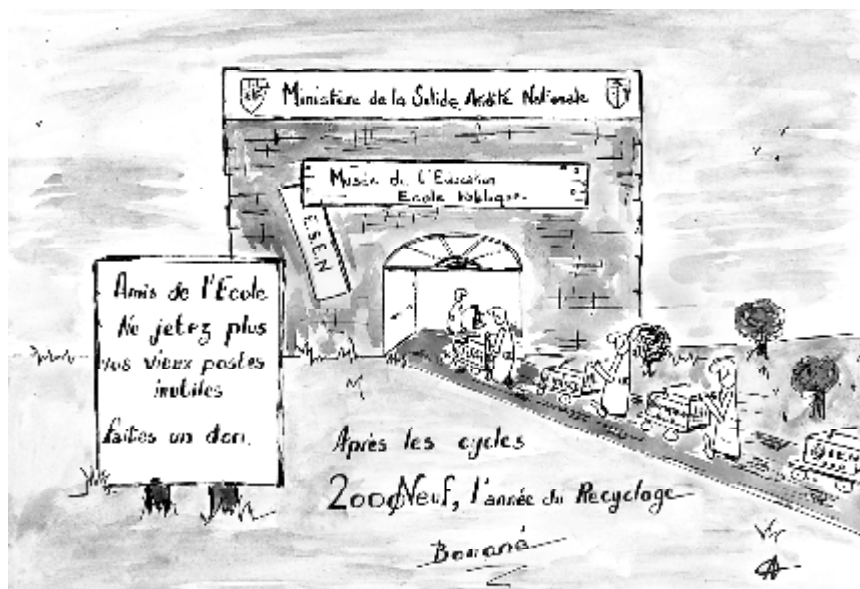 Ministère de la Solide Aridité Nationale
Musée de l'Education
Ecole Publique.
E.S.E.N
Amis de l'Ecole
Ne jetez plus
vos vieux postes
inutiles
faites un don.
Après les cycles
2000Neuf, l'année du Recyclage
Bonané